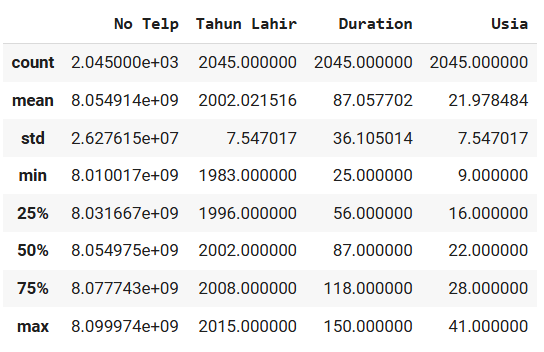 No Telp Tahun Lahir Duration Usia
count 2.045000e+03 2045.000000 2045.000000 2045.000000
mean 8.054914e+09 2002.021516 87.057702 21.978484
std 2.627615e+07 7.547017 36.105014 7.547017
min 8.010017e+09 1983.000000 25.000000 9.000000
25% 8.031667e+09 1996.000000 56.000000 16.000000
50% 8.054975e+09 2002.000000 87.000000 22.000000
75% 8.077743e+09 2008.000000 118.000000 28.000000
max 8.099974e+09 2015.000000 150.000000 41.000000